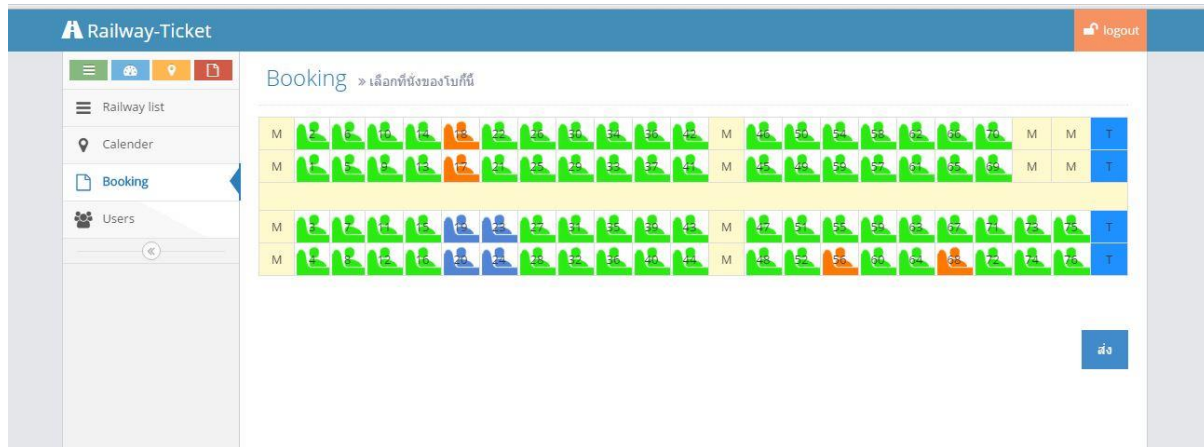 Railway-Ticket
logout
Railway list
Calender
Booking
Users
Booking » เลือกที่นั่งของโบกี้นี้
M 2 6 10 14 18 22 26 30 34 36 42 M 46 50 54 58 62 66 70 M M T
M 1 5 9 13 17 21 25 29 33 37 41 M 45 49 59 57 61 65 69 M M T
M 3 7 11 15 19 23 27 31 35 39 43 M 47 51 55 59 63 67 71 73 75 T
M 4 8 12 16 20 24 28 32 36 40 44 M 48 52 56 60 64 68 72 74 76 T
ส่ง